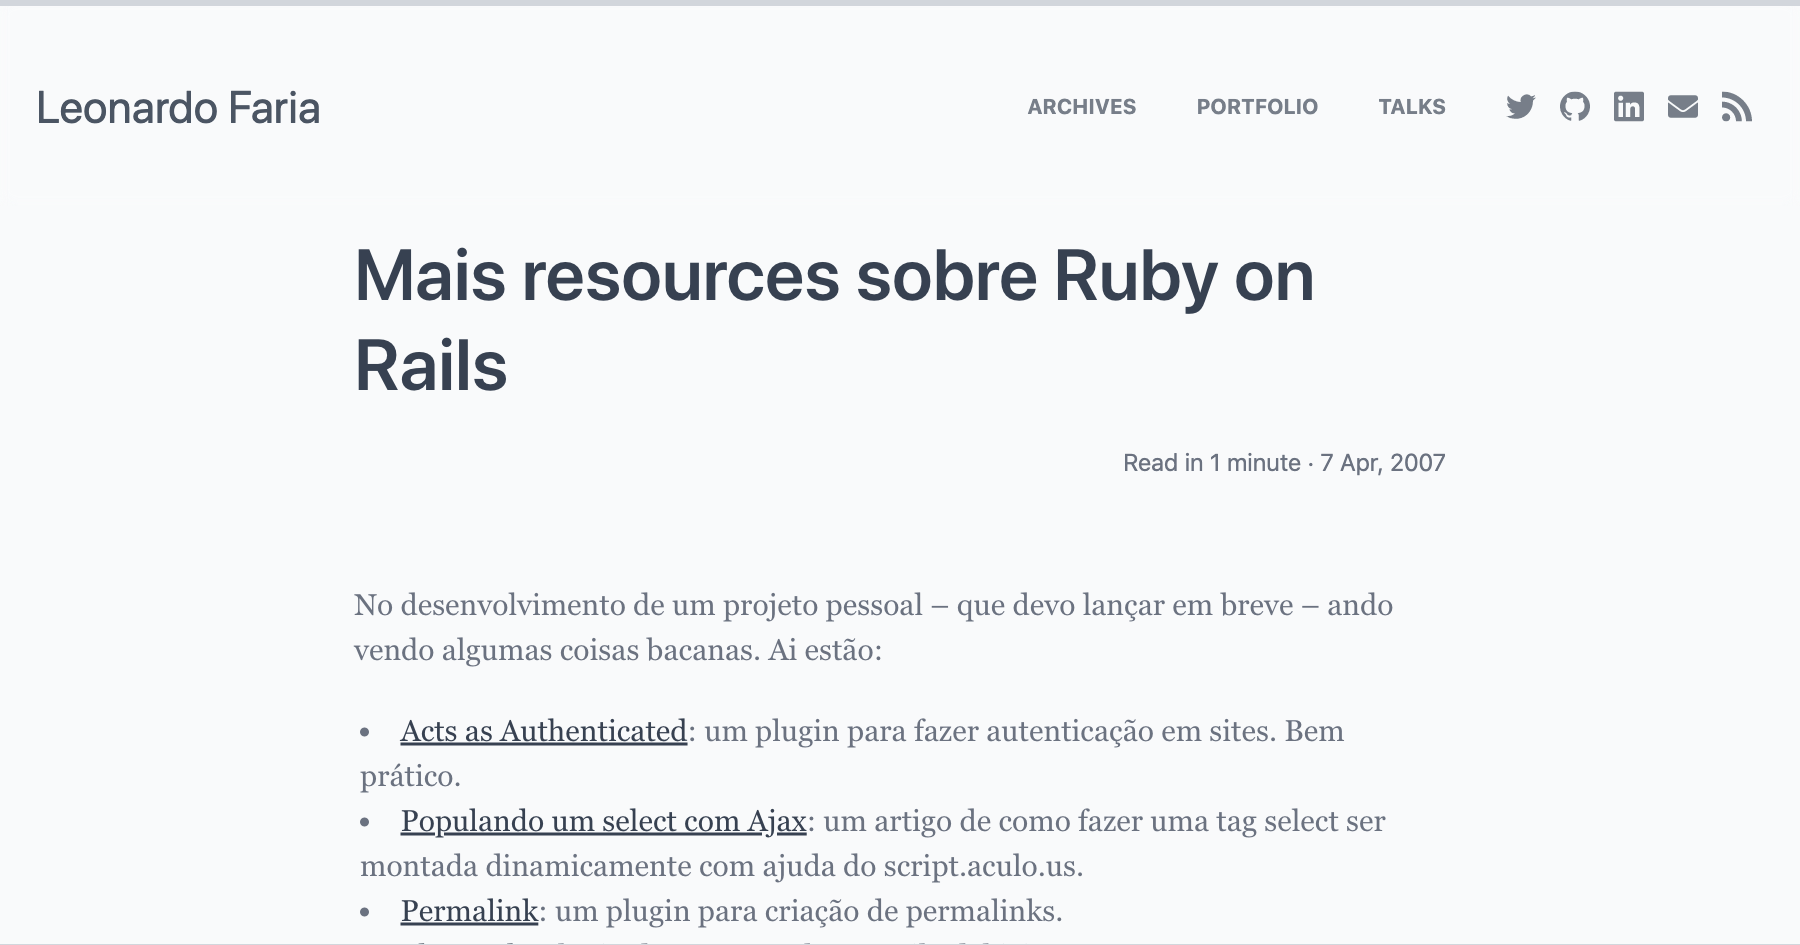 Leonardo Faria
ARCHIVES PORTFOLIO TALKS
Mais resources sobre Ruby on
Rails
Read in 1 minute · 7 Apr, 2007
No desenvolvimento de um projeto pessoal – que devo lançar em breve – ando
vendo algumas coisas bacanas. Ai estão:
• Acts as Authenticated: um plugin para fazer autenticação em sites. Bem
prático.
• Populando um select com Ajax: um artigo de como fazer uma tag select ser
montada dinamicamente com ajuda do script.aculo.us.
• Permalink: um plugin para criação de permalinks.